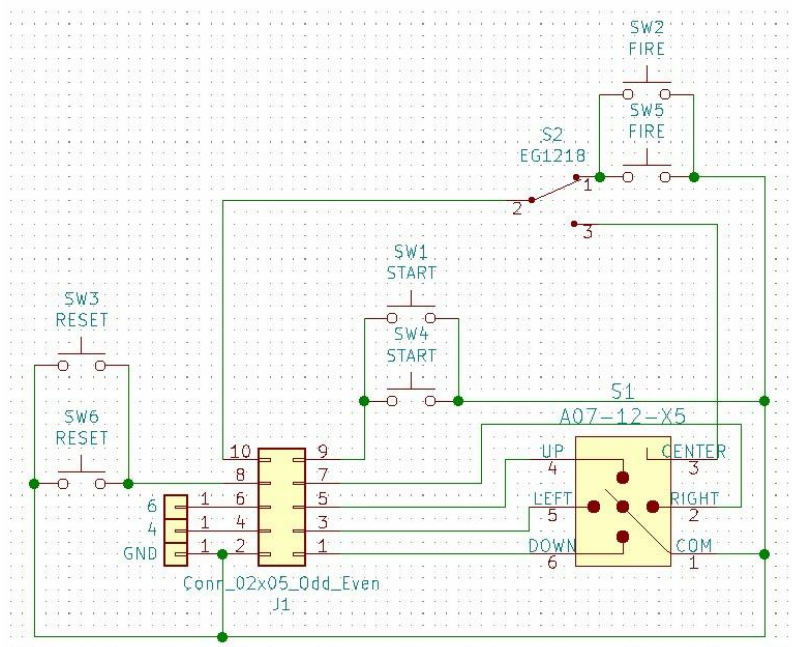 SW2
FIRE
SW5
FIRE
S2
EG1218
1
2
3
SW1
START
SW3
RESET
SW4
START
S1
A07-12-X5
SW6
RESET
10
9
UP
CENTER
4
3
8
7
6
1
6
5
LEFT
RIGHT
5
2
4
1
4
3
GND
1
2
1
DOWN
COM
6
1
Conn_02x05_Odd_Even
J1